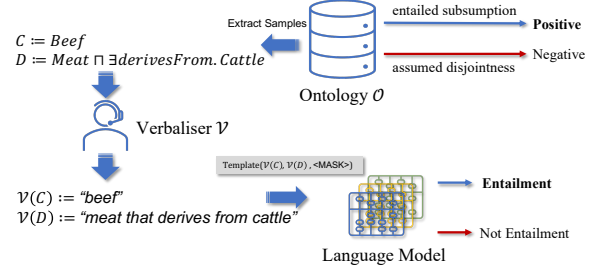 Extract Samples
entailed subsumption
Positive
Negative
assumed disjointness
C ≔ Beef
D ≔ Meat ⊓ ∃derivesFrom.Cattle
Ontology 𝒪
Verbaliser 𝒱
Template(𝒱(C), 𝒱(D) , <MASK>)
𝒱(C) ≔ “beef”
𝒱(D) ≔ “meat that derives from cattle”
Entailment
Not Entailment
Language Model